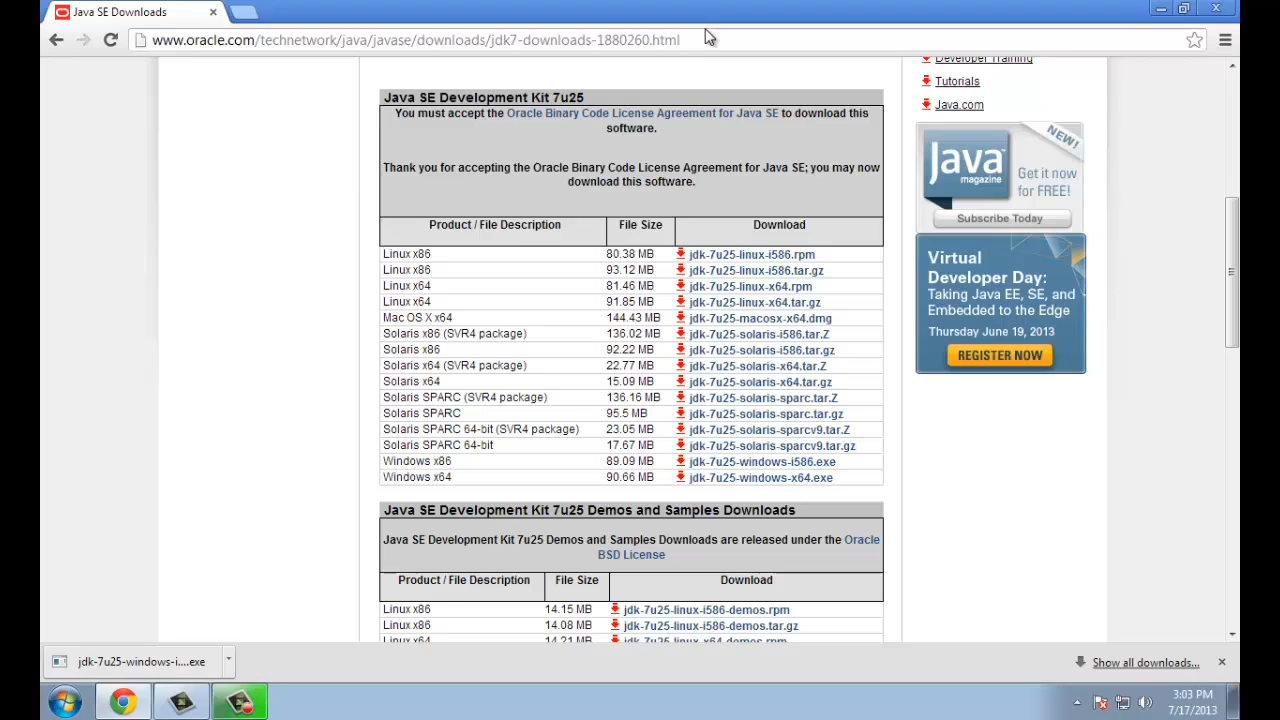 Java SE Downloads
www.oracle.com/technetwork/java/javase/downloads/jdk7-downloads-1880260.html
Developer Training
Tutorials
Java.com
NEW!
Java
magazine
Get it now
for FREE!
Subscribe Today
Virtual
Developer Day:
Taking Java EE, SE, and
Embedded to the Edge
Thursday June 19, 2013
REGISTER NOW
Java SE Development Kit 7u25
You must accept the Oracle Binary Code License Agreement for Java SE to download this
software.
Thank you for accepting the Oracle Binary Code License Agreement for Java SE; you may now
download this software.
Product / File Description File Size Download
Linux x86 80.38 MB jdk-7u25-linux-i586.rpm
Linux x86 93.12 MB jdk-7u25-linux-i586.tar.gz
Linux x64 81.46 MB jdk-7u25-linux-x64.rpm
Linux x64 91.85 MB jdk-7u25-linux-x64.tar.gz
Mac OS X x64 144.43 MB jdk-7u25-macosx-x64.dmg
Solaris x86 (SVR4 package) 136.02 MB jdk-7u25-solaris-i586.tar.Z
Solaris x86 92.22 MB jdk-7u25-solaris-i586.tar.gz
Solaris x64 (SVR4 package) 22.77 MB jdk-7u25-solaris-x64.tar.Z
Solaris x64 15.09 MB jdk-7u25-solaris-x64.tar.gz
Solaris SPARC (SVR4 package) 136.16 MB jdk-7u25-solaris-sparc.tar.Z
Solaris SPARC 95.5 MB jdk-7u25-solaris-sparc.tar.gz
Solaris SPARC 64-bit (SVR4 package) 23.05 MB jdk-7u25-solaris-sparcv9.tar.Z
Solaris SPARC 64-bit 17.67 MB jdk-7u25-solaris-sparcv9.tar.gz
Windows x86 89.09 MB jdk-7u25-windows-i586.exe
Windows x64 90.66 MB jdk-7u25-windows-x64.exe
Java SE Development Kit 7u25 Demos and Samples Downloads
Java SE Development Kit 7u25 Demos and Samples Downloads are released under the Oracle
BSD License
Product / File Description File Size Download
Linux x86 14.15 MB jdk-7u25-linux-i586-demos.rpm
Linux x86 14.08 MB jdk-7u25-linux-i586-demos.tar.gz
Linux x64 14.21 MB jdk-7u25-linux-x64-demos.rpm
jdk-7u25-windows-i....exe
Show all downloads...
3:03 PM
7/17/2013